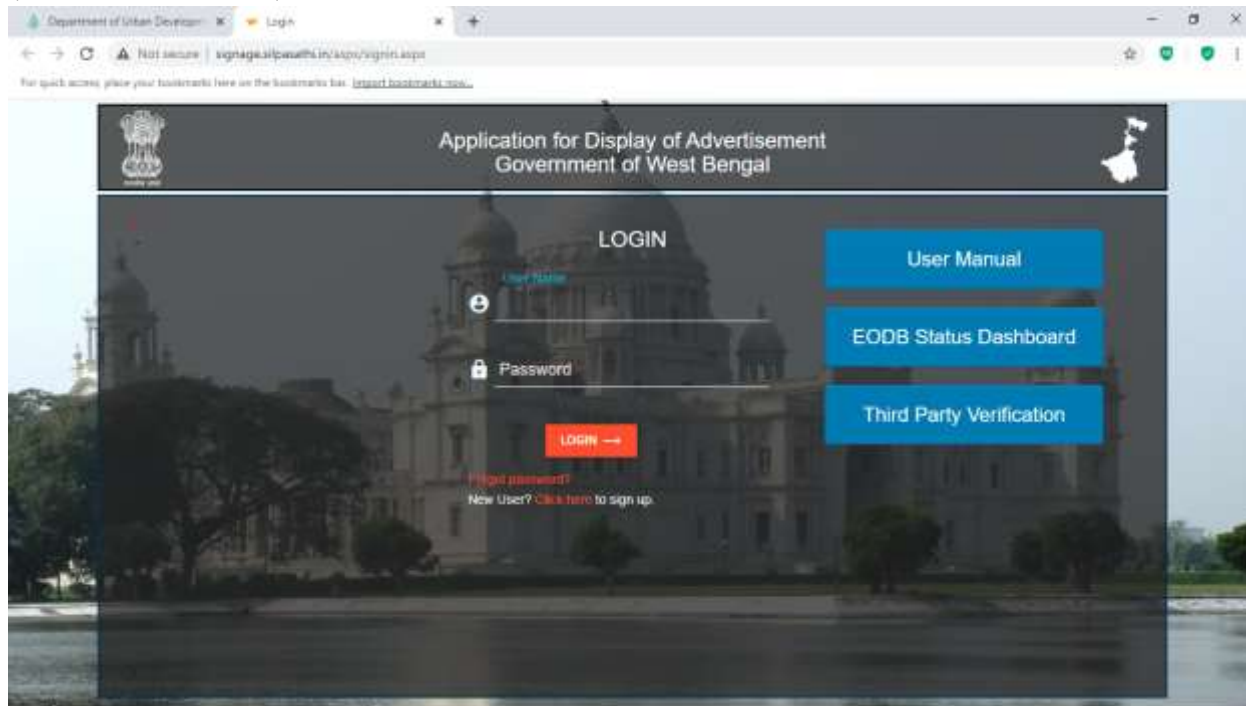 Department of Urban Develop
Login
Not secure | signage.silpasathi.in/asps/signin.aspx
For quick access, place your bookmarks here on the bookmarks bar. Import bookmarks now...
Application for Display of Advertisement
Government of West Bengal
LOGIN
User Name
Password
LOGIN
Forgot password?
New User? Click here to sign up.
User Manual
EODB Status Dashboard
Third Party Verification